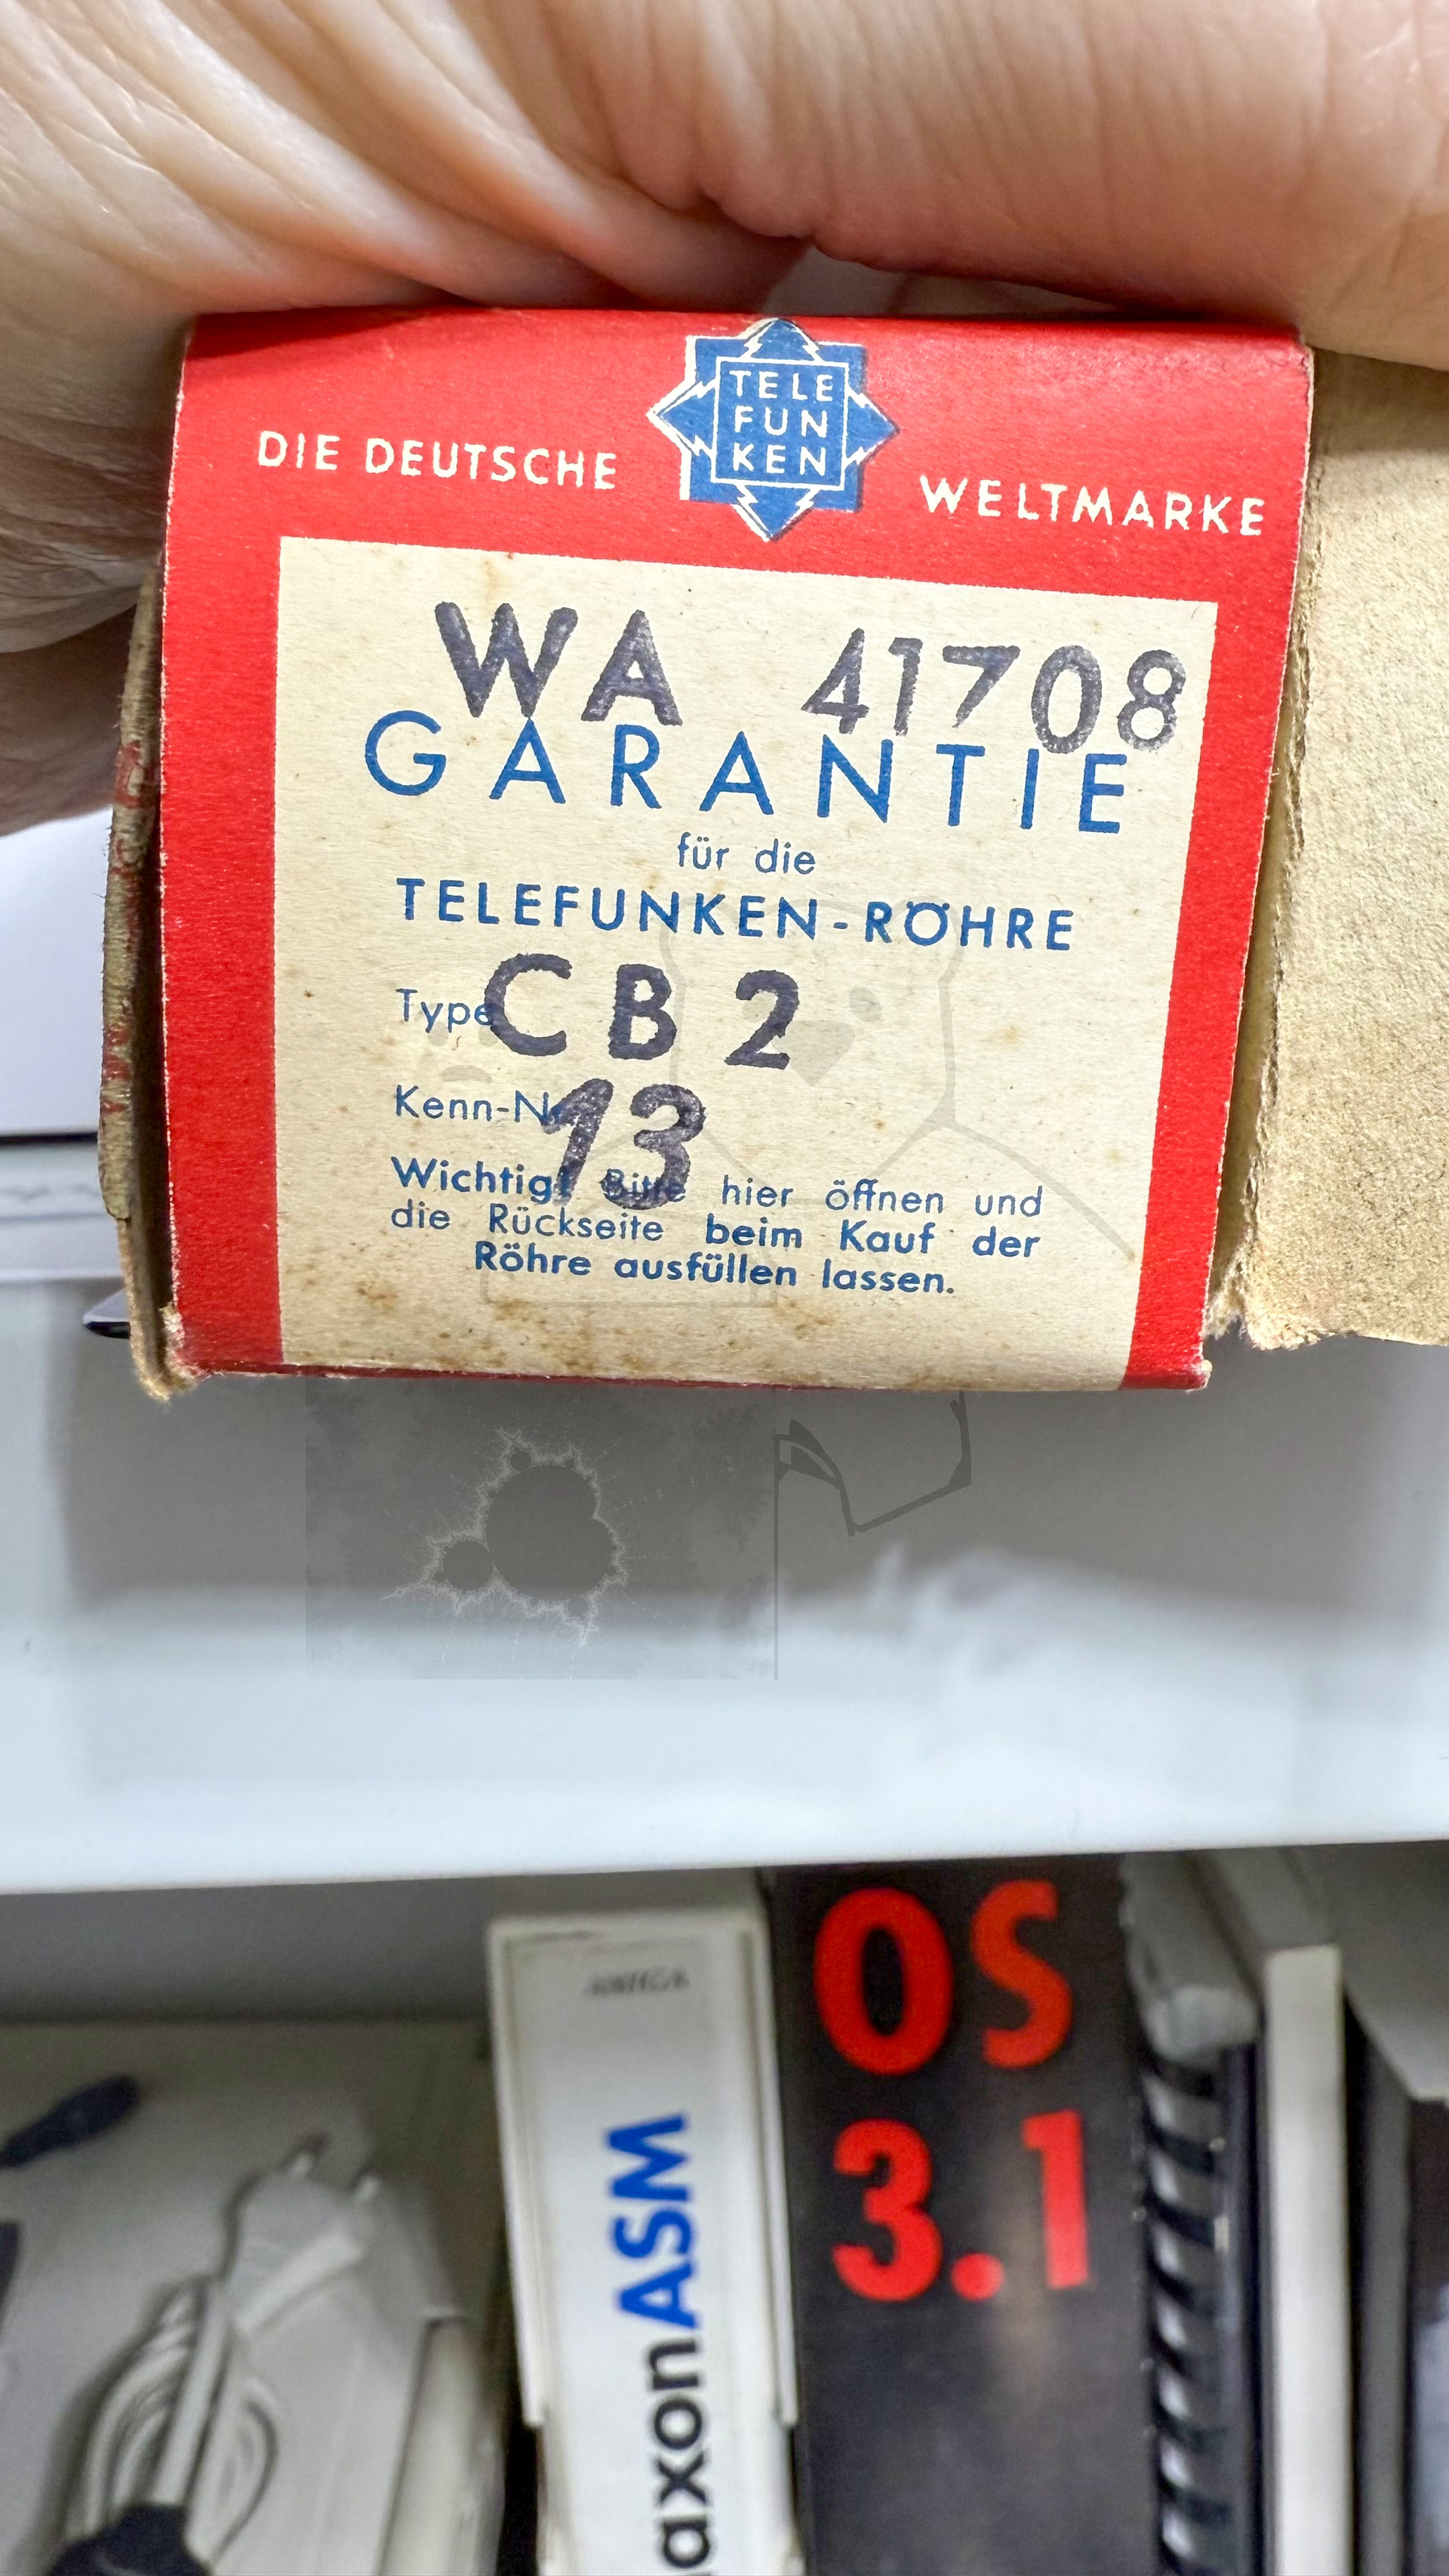 TELE
FUN
KEN
DIE DEUTSCHE WELTMARKE
WA 41708
GARANTIE
für die
TELEFUNKEN-RÖHRE
Type CB2
Kenn-Nr. 13
Wichtig! Bitte hier öffnen und
die Rückseite beim Kauf der
Röhre ausfüllen lassen.
AMIGA
axonASM
OS
3.1